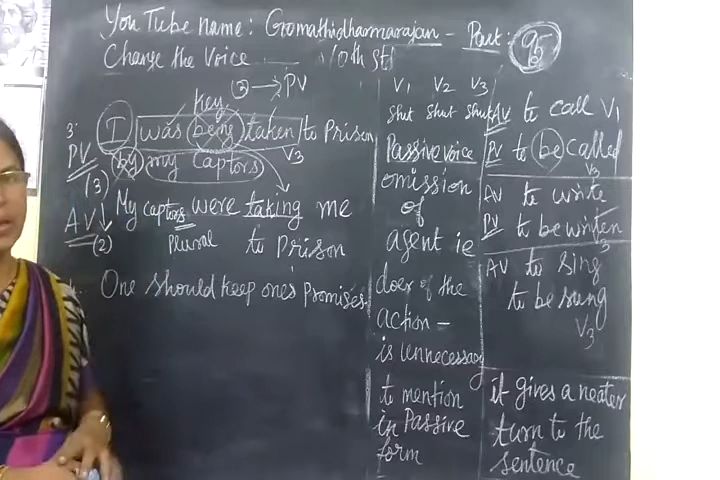 You Tube name: Gromathidharmarajan - Part: 95
Change the Voice 10th std
③ → PV
key
3. I was being taken to Prison
V3
PV by my captors
(3)
AV My captors were taking me
(2) Plural to Prison
One should keep one's Promises.
V1 V2 V3
Shut Shut Shut
Passive voice
omission
of
agent ie
doer of the
action -
is unnecessary
to mention
in Passive
form
AV to call V1
PV to be called
V3
AV to write
PV to be written
3
AV to sing
to be sung
V3
it gives a neater
turn to the
sentence